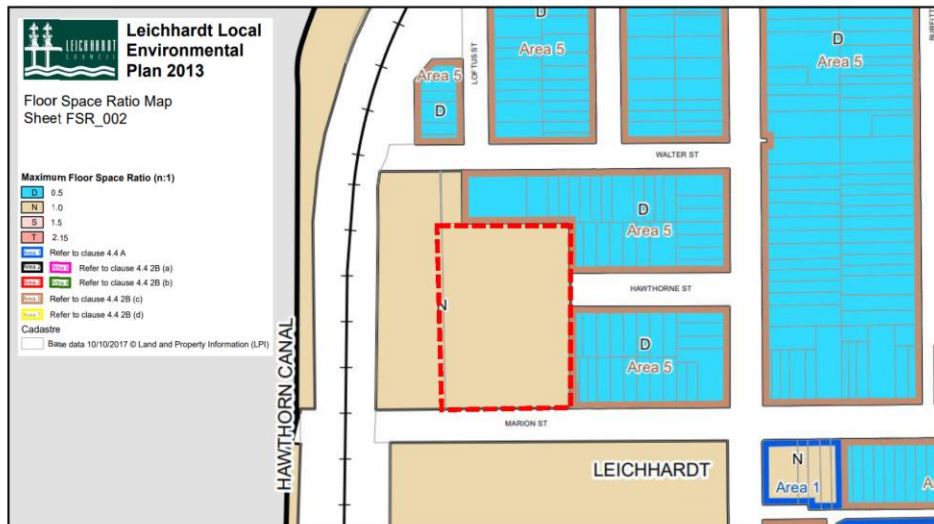 LEICHHARDT
COUNCIL
Leichhardt Local
Environmental
Plan 2013
Floor Space Ratio Map
Sheet FSR_002
Maximum Floor Space Ratio (n:1)
D 0.5
N 1.0
S 1.5
T 2.15
Refer to clause 4.4 A
Refer to clause 4.4 2B (a)
Refer to clause 4.4 2B (b)
Refer to clause 4.4 2B (c)
Refer to clause 4.4 2B (d)
Cadastre
Base data 10/10/2017 © Land and Property Information (LPI)
HAWTHORN CANAL
Area 5
D
LOFTUS ST
D
Area 5
D
Area 5
WALTER ST
D
Area 5
N
HAWTHORNE ST
D
Area 5
MARION ST
LEICHHARDT
N
Area 1